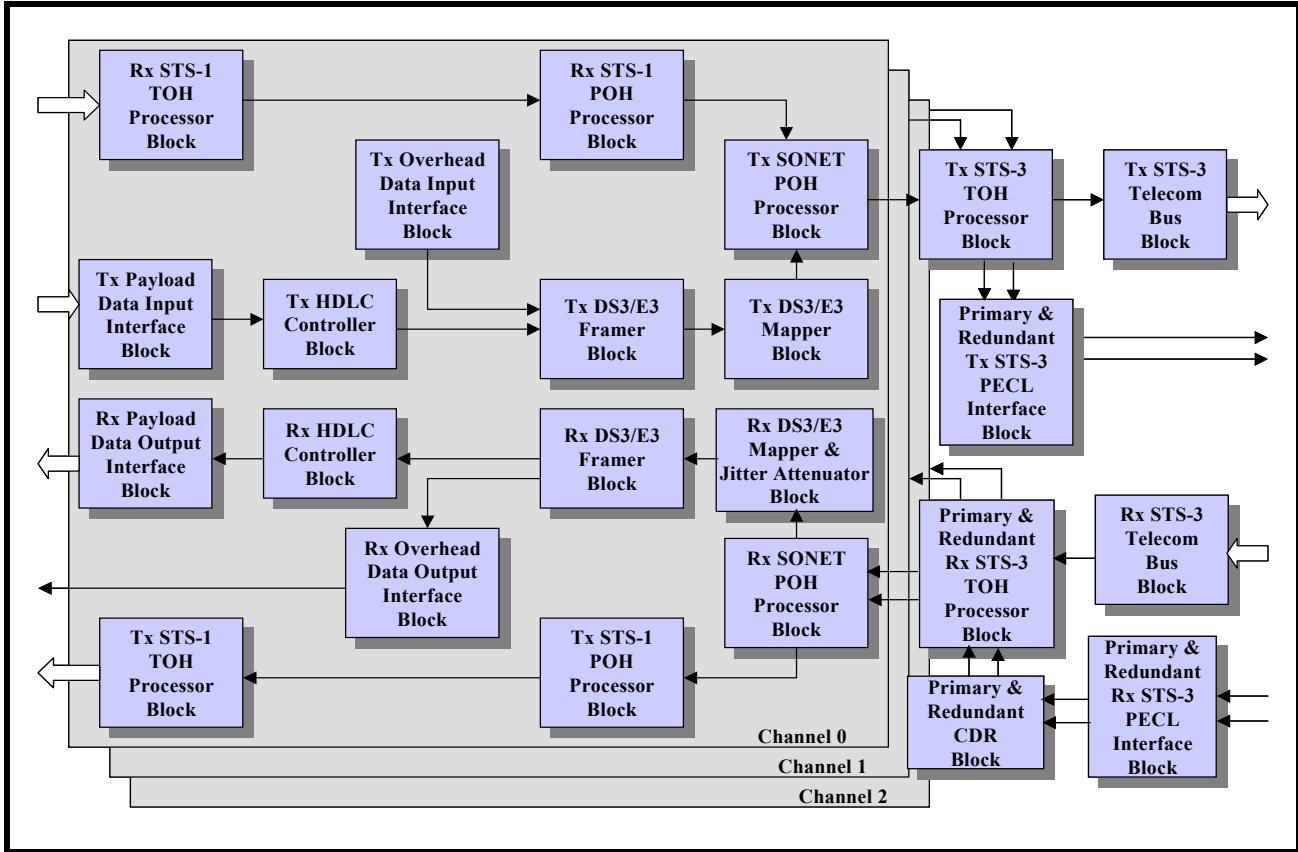 Rx STS-1
TOH
Processor
Block
Rx STS-1
POH
Processor
Block
Tx Overhead
Data Input
Interface
Block
Tx SONET
POH
Processor
Block
Tx STS-3
TOH
Processor
Block
Tx STS-3
Telecom
Bus
Block
Tx Payload
Data Input
Interface
Block
Tx HDLC
Controller
Block
Tx DS3/E3
Framer
Block
Tx DS3/E3
Mapper
Block
Primary &
Redundant
Tx STS-3
PECL
Interface
Block
Rx Payload
Data Output
Interface
Block
Rx HDLC
Controller
Block
Rx DS3/E3
Framer
Block
Rx DS3/E3
Mapper &
Jitter Attenuator
Block
Primary &
Redundant
Rx STS-3
TOH
Processor
Block
Rx STS-3
Telecom
Bus
Block
Rx Overhead
Data Output
Interface
Block
Rx SONET
POH
Processor
Block
Tx STS-1
TOH
Processor
Block
Tx STS-1
POH
Processor
Block
Primary &
Redundant
CDR
Block
Primary &
Redundant
Rx STS-3
PECL
Interface
Block
Channel 0
Channel 1
Channel 2